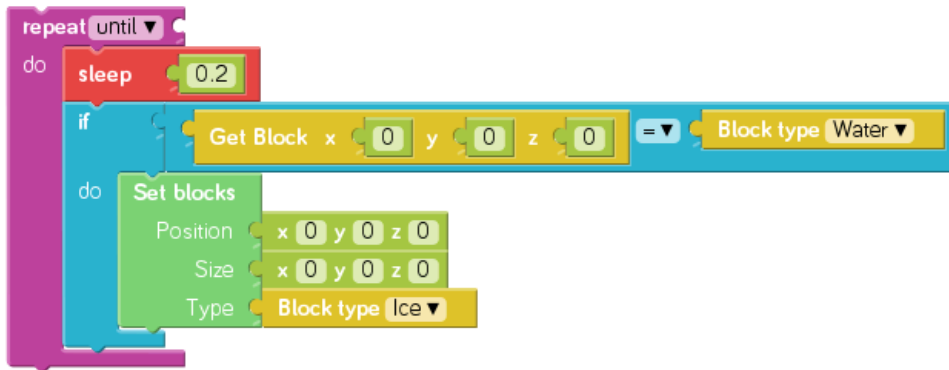 repeat until ▼
do sleep 0.2
if Get Block x 0 y 0 z 0 = ▼ Block type Water ▼
do Set blocks
Position x 0 y 0 z 0
Size x 0 y 0 z 0
Type Block type Ice ▼